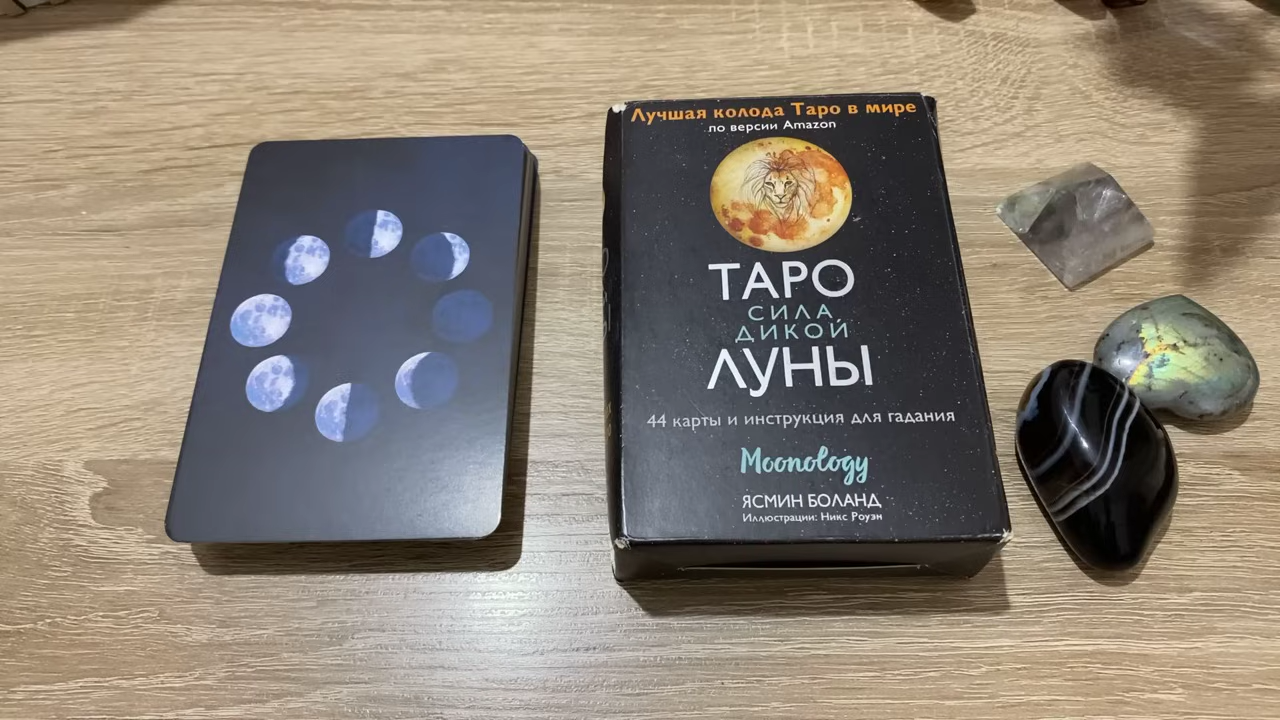 Лучшая колода Таро в мире
по версии Amazon
ТАРО
СИЛА
ДИКОЙ
ЛУНЫ
44 карты и инструкция для гадания
Moonology
ЯСМИН БОЛАНД
Иллюстрации: Никс Роуэн